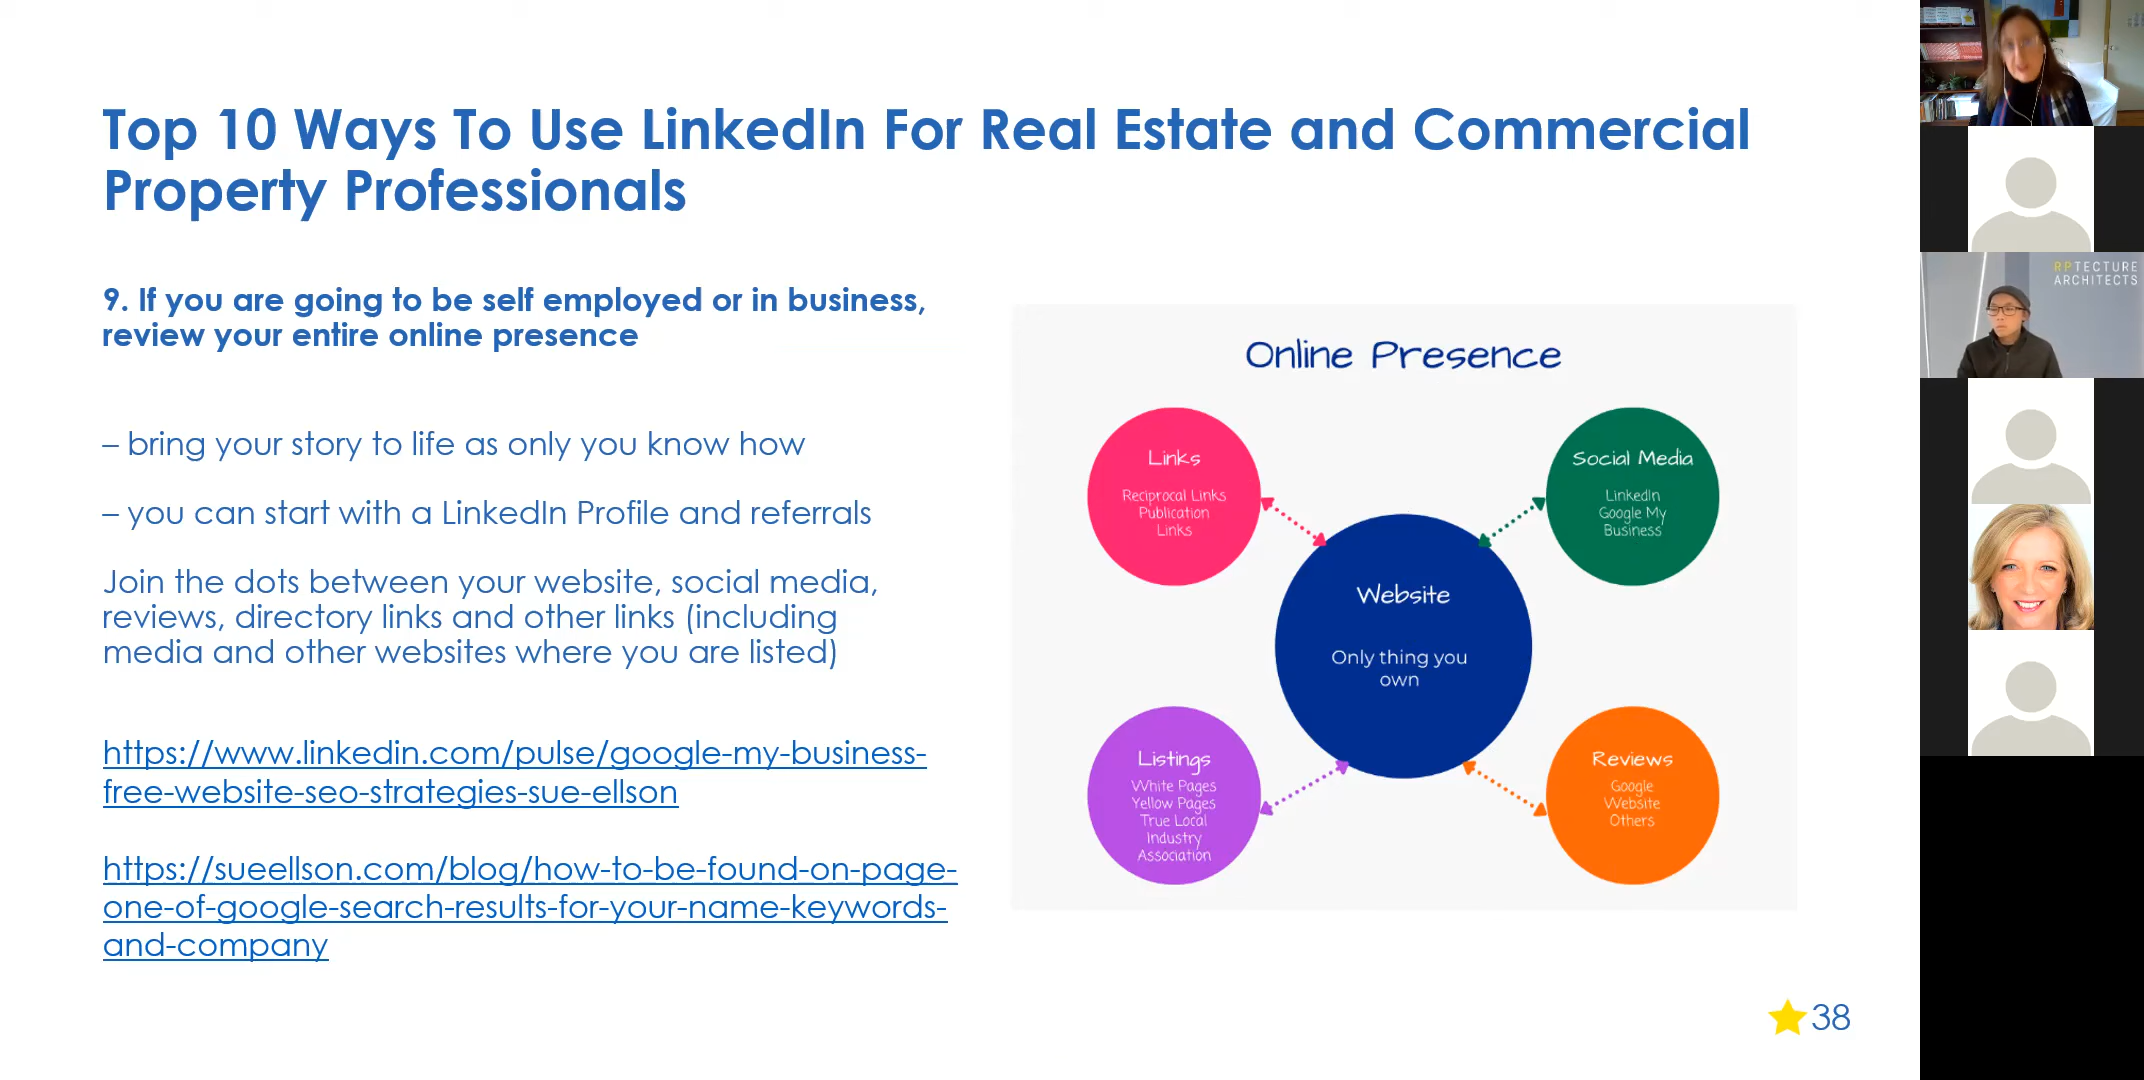 Top 10 Ways To Use LinkedIn For Real Estate and Commercial
Property Professionals
9. If you are going to be self employed or in business,
review your entire online presence
– bring your story to life as only you know how
– you can start with a LinkedIn Profile and referrals
Join the dots between your website, social media,
reviews, directory links and other links (including
media and other websites where you are listed)
https://www.linkedin.com/pulse/google-my-business-
free-website-seo-strategies-sue-ellson
https://sueellson.com/blog/how-to-be-found-on-page-
one-of-google-search-results-for-your-name-keywords-
and-company
Online Presence
Links
Reciprocal Links
Publication
Links
Social Media
LinkedIn
Google My
Business
Website
Only thing you
own
Listings
White Pages
Yellow Pages
True Local
Industry
Association
Reviews
Google
Website
Others
38
RPTECTURE
ARCHITECTS